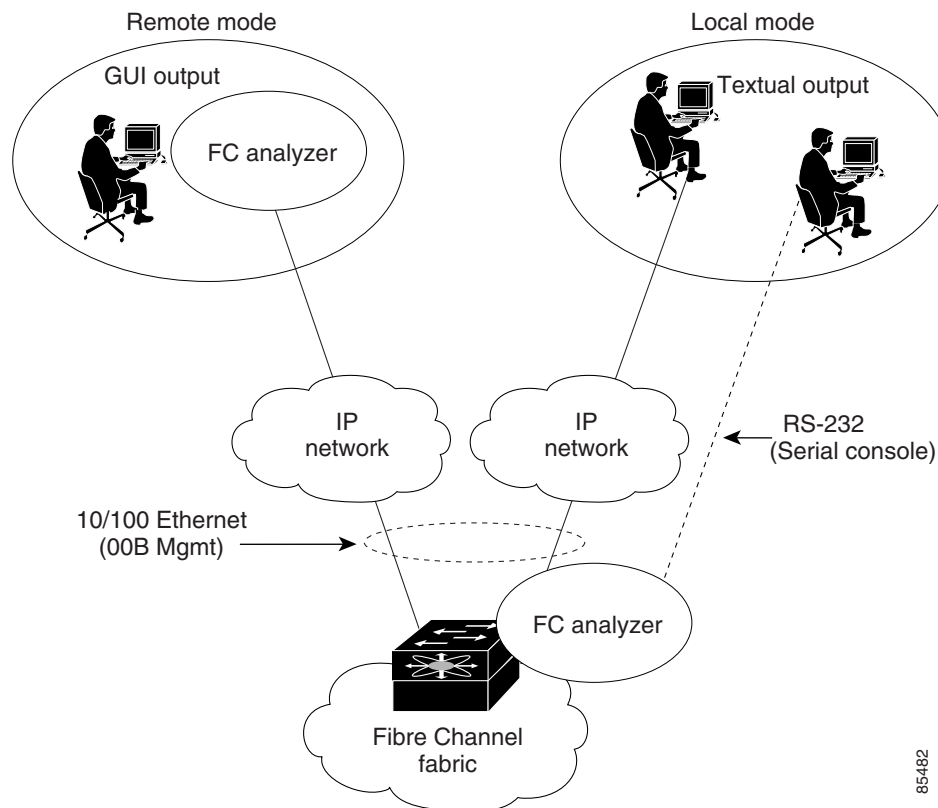 Remote mode
Local mode
GUI output
Textual output
FC analyzer
IP
network
IP
network
RS-232
(Serial console)
10/100 Ethernet
(00B Mgmt)
FC analyzer
Fibre Channel
fabric
85482